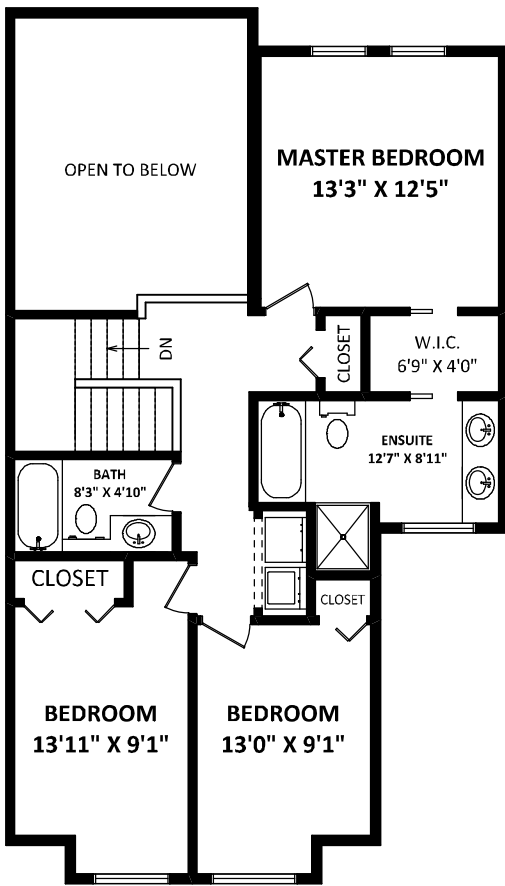 OPEN TO BELOW
MASTER BEDROOM
13'3" X 12'5"
DN
CLOSET
W.I.C.
6'9" X 4'0"
ENSUITE
12'7" X 8'11"
BATH
8'3" X 4'10"
CLOSET
CLOSET
BEDROOM
13'11" X 9'1"
BEDROOM
13'0" X 9'1"